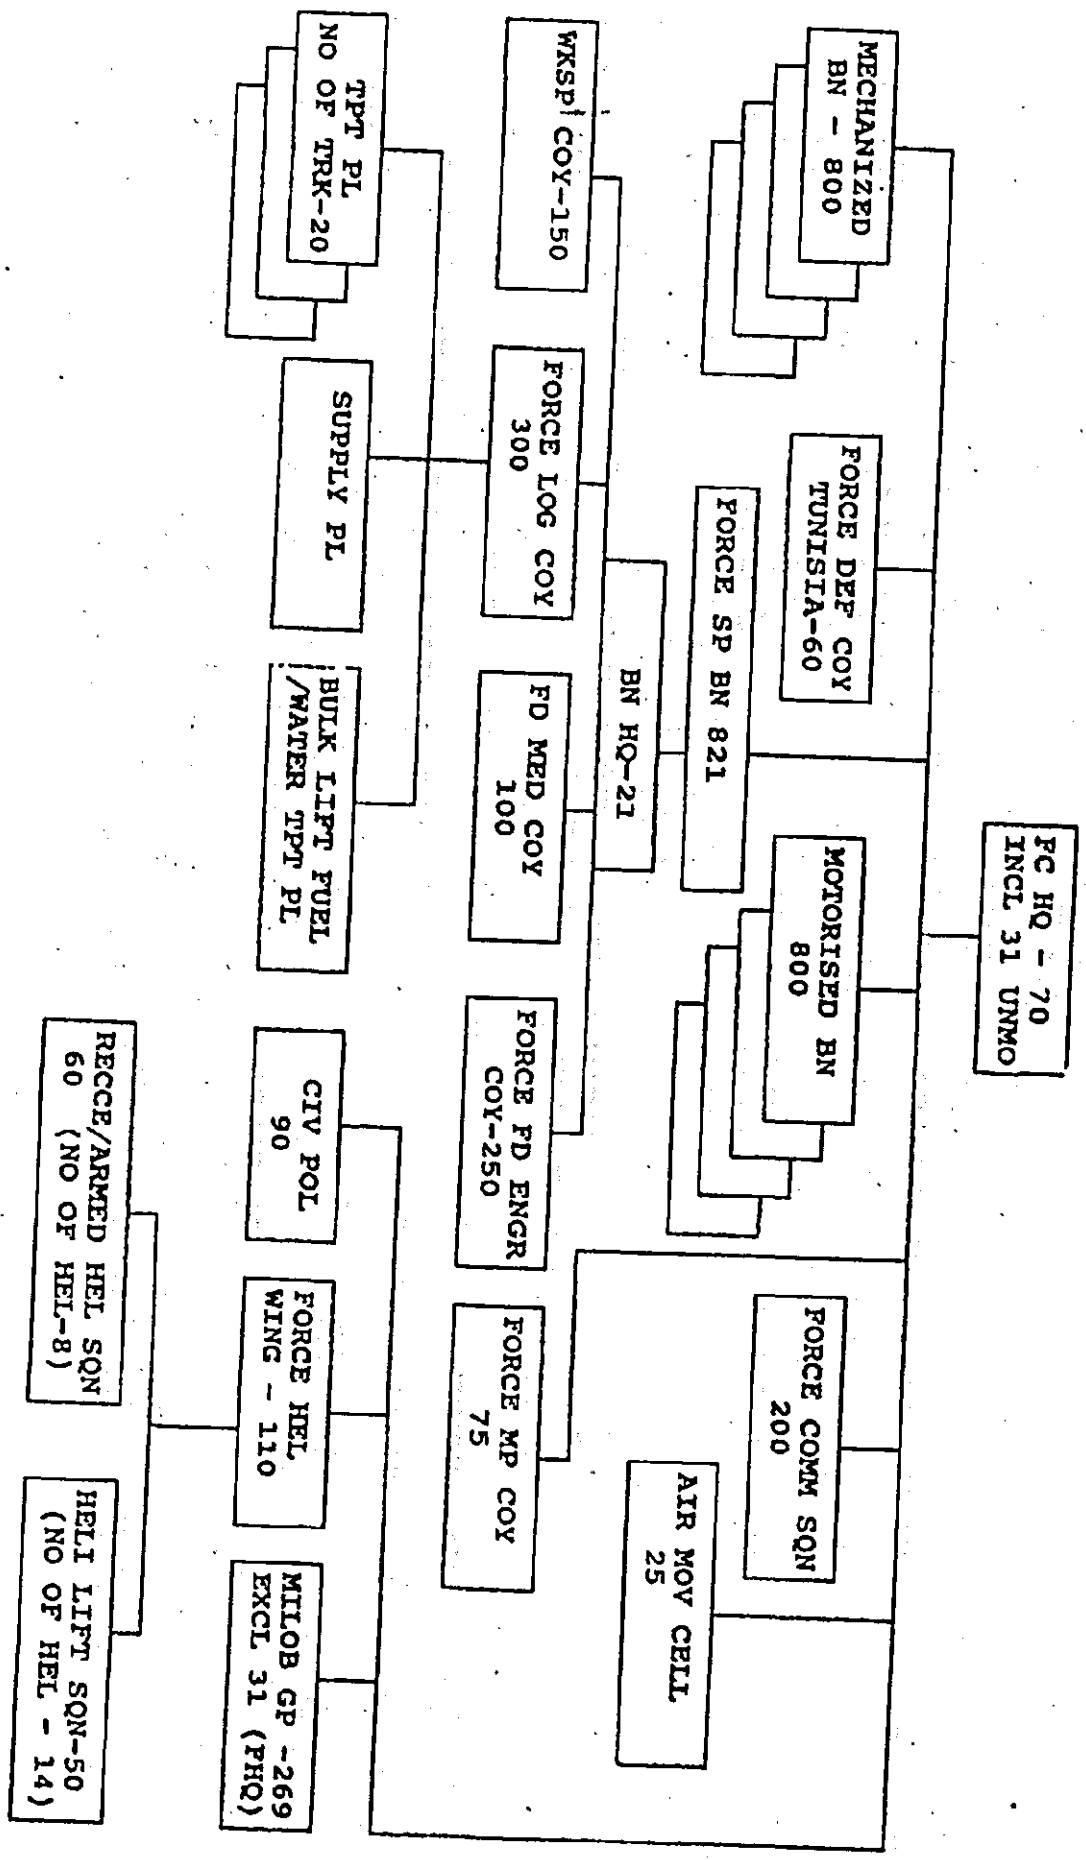 FC HQ - 70
INCL 31 UNMO
MECHANIZED
BN - 800
FORCE DEF COY
TUNISIA-60
MOTORISED BN
800
FORCE COMM SQN
200
FORCE SP BN 821
AIR MOV CELL
25
BN HQ-21
WKSP COY-150
FORCE LOG COY
300
FD MED COY
100
FORCE FD ENGR
COY-250
FORCE MP COY
75
TPT PL
NO OF TRK-20
SUPPLY PL
BULK LIFT FUEL
/WATER TPT PL
CIV POL
90
FORCE HEL
WING - 110
MILOB GP -269
EXCL 31 (FHQ)
RECCE/ARMED HEL SQN
60 (NO OF HEL-8)
HELI LIFT SQN-50
(NO OF HEL - 14)